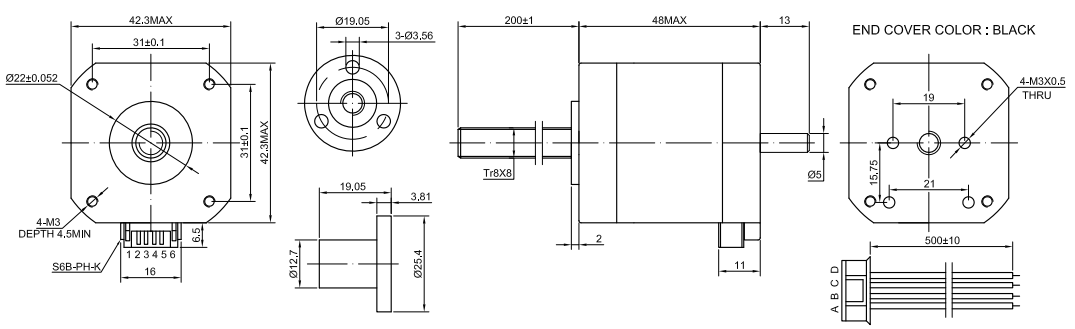 42.3MAX
31±0.1
Ø22±0.052
31±0.1
42.3MAX
4-M3
DEPTH 4.5MIN
S6B-PH-K
1 2 3 4 5 6
6.5
16
Ø19.05
3-Ø3.56
19.05
3.81
Ø12.7
Ø25.4
200±1
48MAX
13
Tr8X8
Ø5
2
11
END COVER COLOR : BLACK
4-M3X0.5
THRU
19
15.75
21
500±10
A B C D